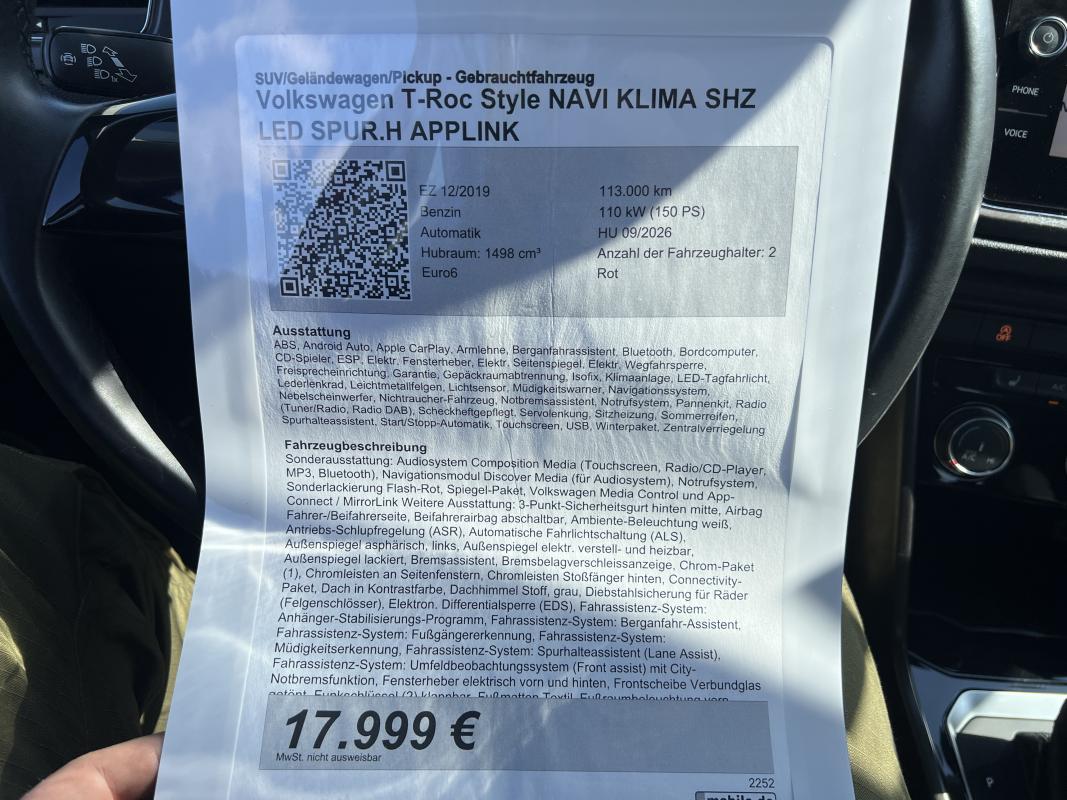 SUV/Geländewagen/Pickup - Gebrauchtfahrzeug
Volkswagen T-Roc Style NAVI KLIMA SHZ
LED SPUR.H APPLINK
EZ 12/2019
113.000 km
Benzin
110 kW (150 PS)
Automatik
HU 09/2026
Hubraum: 1498 cm³
Anzahl der Fahrzeughalter: 2
Euro6
Rot
Ausstattung
ABS, Android Auto, Apple CarPlay, Armlehne, Berganfahrassistent, Bluetooth, Bordcomputer,
CD-Spieler, ESP, Elektr. Fensterheber, Elektr. Seitenspiegel, Elektr. Wegfahrsperre,
Freisprecheinrichtung, Garantie, Gepäckraumabtrennung, Isofix, Klimaanlage, LED-Tagfahrlicht,
Lederlenkrad, Leichtmetallfelgen, Lichtsensor, Müdigkeitswarner, Navigationssystem,
Nebelscheinwerfer, Nichtraucher-Fahrzeug, Notbremsassistent, Notrufsystem, Pannenkit, Radio
(Tuner/Radio, Radio DAB), Scheckheftgepflegt, Servolenkung, Sitzheizung, Sommerreifen,
Spurhalteassistent, Start/Stopp-Automatik, Touchscreen, USB, Winterpaket, Zentralverriegelung
Fahrzeugbeschreibung
Sonderausstattung: Audiosystem Composition Media (Touchscreen, Radio/CD-Player,
MP3, Bluetooth), Navigationsmodul Discover Media (für Audiosystem), Notrufsystem,
Sonderlackierung Flash-Rot, Spiegel-Paket, Volkswagen Media Control und App-
Connect / MirrorLink Weitere Ausstattung: 3-Punkt-Sicherheitsgurt hinten mitte, Airbag
Fahrer-/Beifahrerseite, Beifahrerairbag abschaltbar, Ambiente-Beleuchtung weiß,
Antriebs-Schlupfregelung (ASR), Automatische Fahrlichtschaltung (ALS),
Außenspiegel asphärisch, links, Außenspiegel elektr. verstell- und heizbar,
Außenspiegel lackiert, Bremsassistent, Bremsbelagverschleissanzeige, Chrom-Paket
(1), Chromleisten an Seitenfenstern, Chromleisten Stoßfänger hinten, Connectivity-
Paket, Dach in Kontrastfarbe, Dachhimmel Stoff, grau, Diebstahlsicherung für Räder
(Felgenschlösser), Elektron. Differentialsperre (EDS), Fahrassistenz-System:
Anhänger-Stabilisierungs-Programm, Fahrassistenz-System: Berganfahr-Assistent,
Fahrassistenz-System: Fußgängererkennung, Fahrassistenz-System:
Müdigkeitserkennung, Fahrassistenz-System: Spurhalteassistent (Lane Assist),
Fahrassistenz-System: Umfeldbeobachtungssystem (Front assist) mit City-
Notbremsfunktion, Fensterheber elektrisch vorn und hinten, Frontscheibe Verbundglas
getönt, Funkschlüssel (2) klappbar, Fußmatten Textil, Fußraumbeleuchtung vorn
17.999 €
MwSt. nicht ausweisbar
2252
mobile.de
PHONE
VOICE
OFF
A/C
P